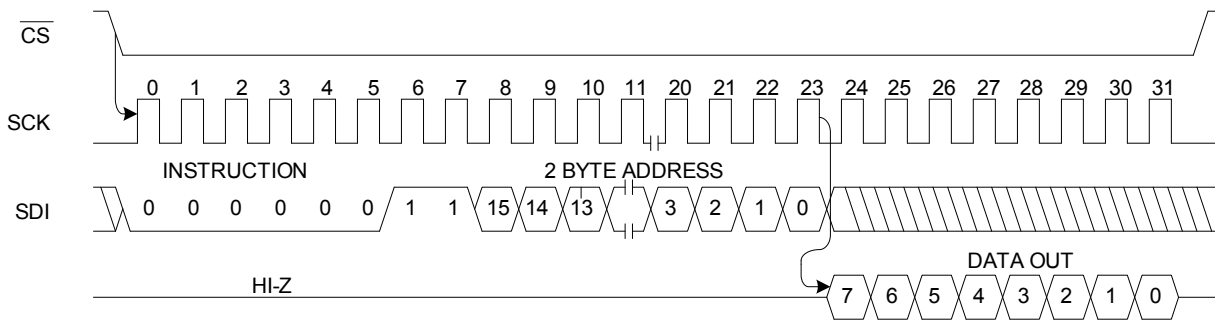 CS
0 1 2 3 4 5 6 7 8 9 10 11 20 21 22 23 24 25 26 27 28 29 30 31
SCK
INSTRUCTION 2 BYTE ADDRESS
SDI 0 0 0 0 0 0 1 1 15 14 13 3 2 1 0
HI-Z DATA OUT
7 6 5 4 3 2 1 0